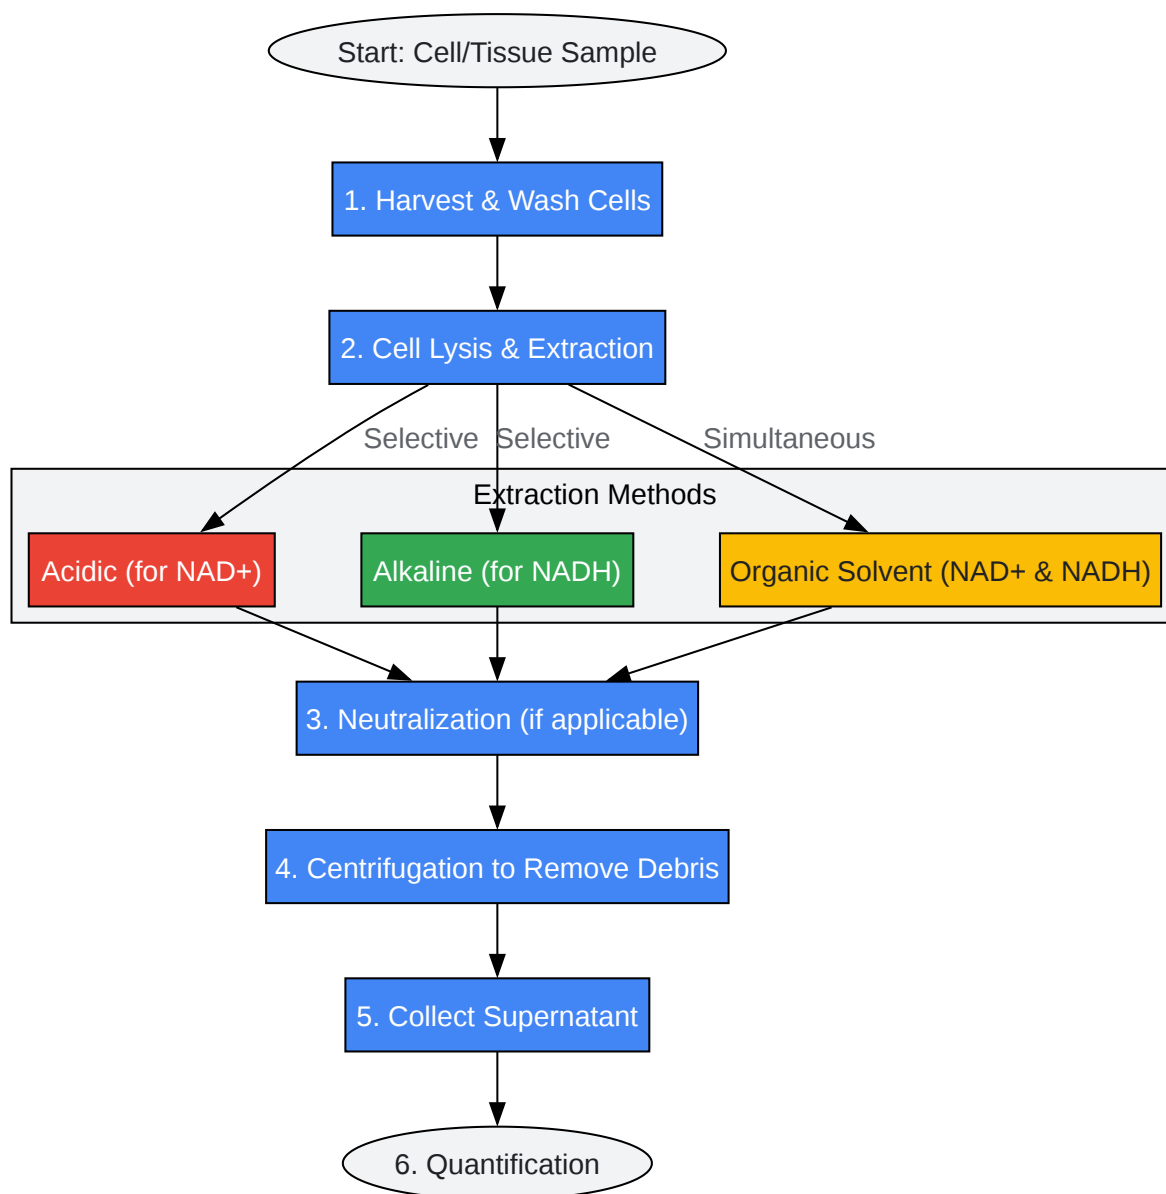 Start: Cell/Tissue Sample
1. Harvest & Wash Cells
2. Cell Lysis & Extraction
Selective
Selective
Simultaneous
Extraction Methods
Acidic (for NAD+)
Alkaline (for NADH)
Organic Solvent (NAD+ & NADH)
3. Neutralization (if applicable)
4. Centrifugation to Remove Debris
5. Collect Supernatant
6. Quantification